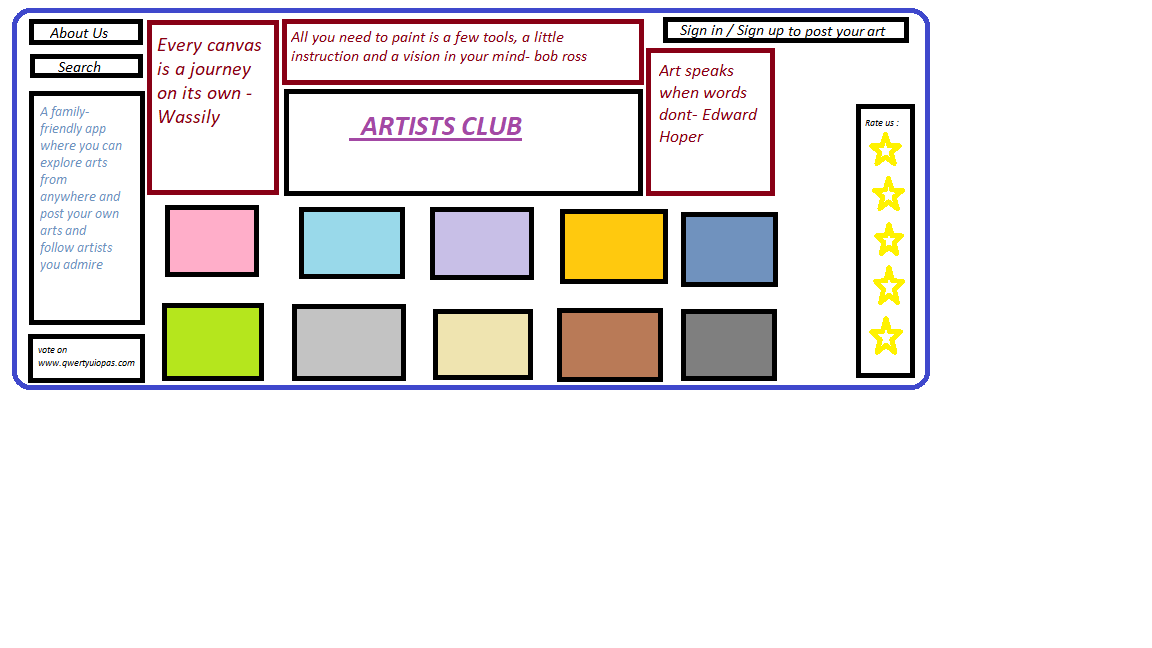 About Us
Search
A family-
friendly app
where you can
explore arts
from
anywhere and
post your own
arts and
follow artists
you admire
vote on
www.qwertyuiopas.com
Every canvas
is a journey
on its own -
Wassily
All you need to paint is a few tools, a little
instruction and a vision in your mind- bob ross
ARTISTS CLUB
Sign in / Sign up to post your art
Art speaks
when words
dont- Edward
Hoper
Rate us :